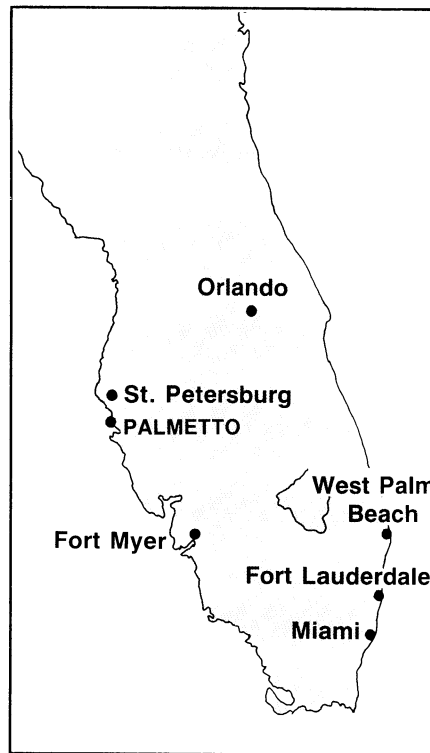 Orlando
St. Petersburg
PALMETTO
West Palm
Beach
Fort Myer
Fort Lauderdale
Miami